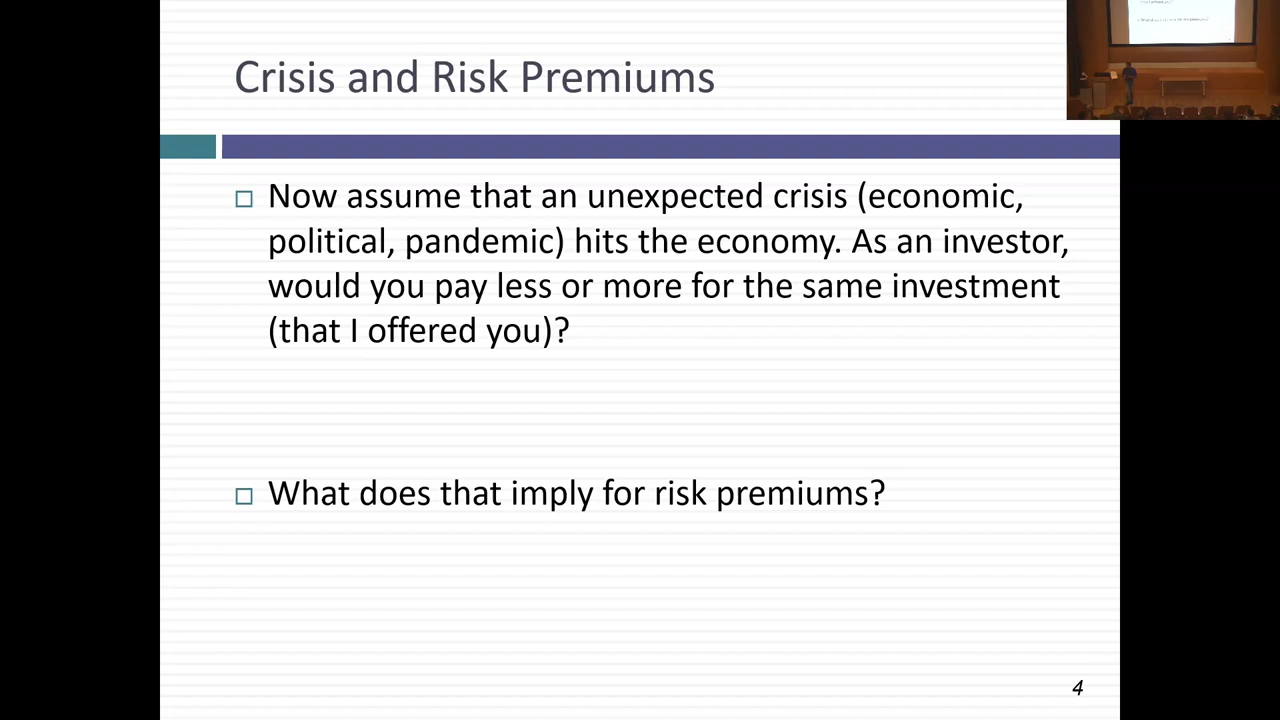 Crisis and Risk Premiums
Now assume that an unexpected crisis (economic,
political, pandemic) hits the economy. As an investor,
would you pay less or more for the same investment
(that I offered you)?
What does that imply for risk premiums?
4